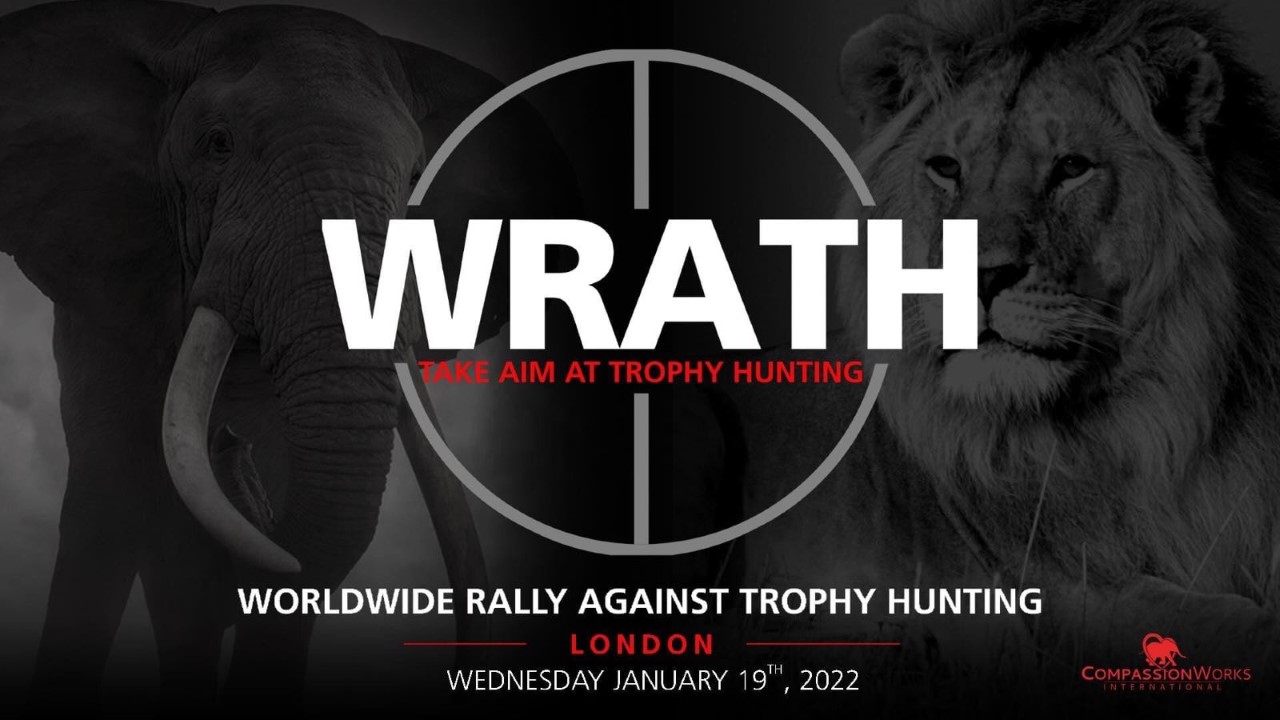 WRATH
TAKE AIM AT TROPHY HUNTING
WORLDWIDE RALLY AGAINST TROPHY HUNTING
LONDON
WEDNESDAY JANUARY 19TH, 2022
COMPASSIONWORKS
INTERNATIONAL